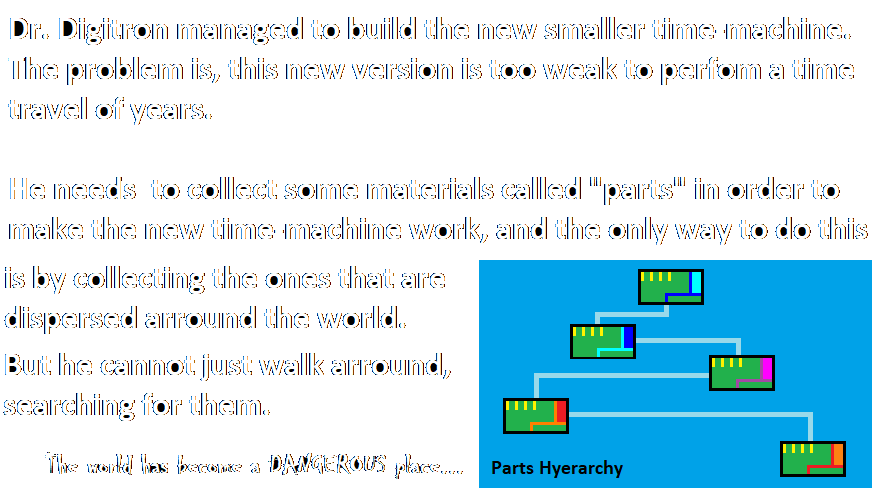 Dr. Digitron managed to build the new smaller time-machine.
The problem is, this new version is too weak to perfom a time
travel of years.
He needs to collect some materials called "parts" in order to
make the new time-machine work, and the only way to do this
is by collecting the ones that are
dispersed arround the world.
But he cannot just walk arround,
searching for them.
The world has become a DANGEROUS place.....
Parts Hyerarchy